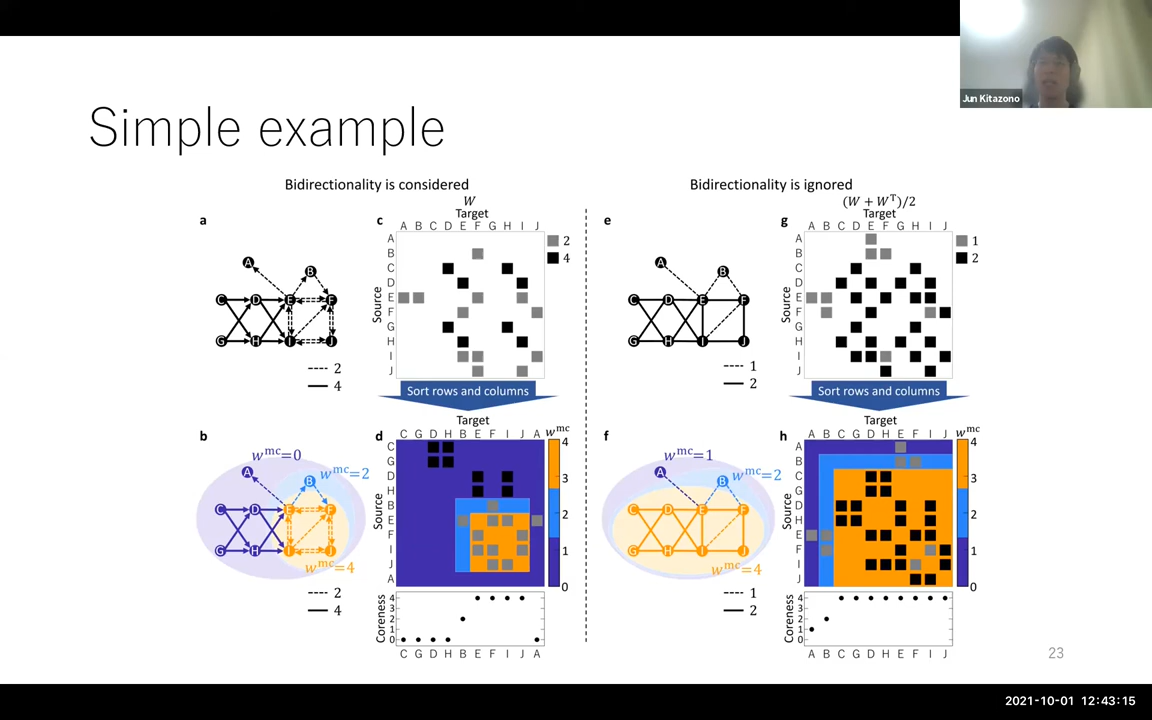 Jun Kitazono
Simple example
Bidirectionality is considered
W
Target
Bidirectionality is ignored
(W + Wᵀ)/2
Target
a
c
A B C D E F G H I J
2
4
Source
A
B
C
D
E
F
G
H
I
J
A
B
C D E F
G H I J
2
4
e
g
A B C D E F G H I J
1
2
Source
A
B
C
D
E
F
G
H
I
J
A
B
C D E F
G H I J
1
2
Sort rows and columns
Sort rows and columns
b
wᵐᶜ=0
wᵐᶜ=2
wᵐᶜ=4
A
B
C D E F
G H I J
2
4
d
Target
C G D H B E F I J A
Source
C
G
D
H
B
E
F
I
J
A
wᵐᶜ
4
3
2
1
0
Coreness
4
3
2
1
0
C G D H B E F I J A
f
wᵐᶜ=1
wᵐᶜ=2
wᵐᶜ=4
A
B
C D E F
G H I J
1
2
h
Target
A B C G D H E F I J
Source
A
B
C
G
D
H
E
F
I
J
wᵐᶜ
4
3
2
1
0
Coreness
4
3
2
1
0
A B C G D H E F I J
23
2021-10-01 12:43:15